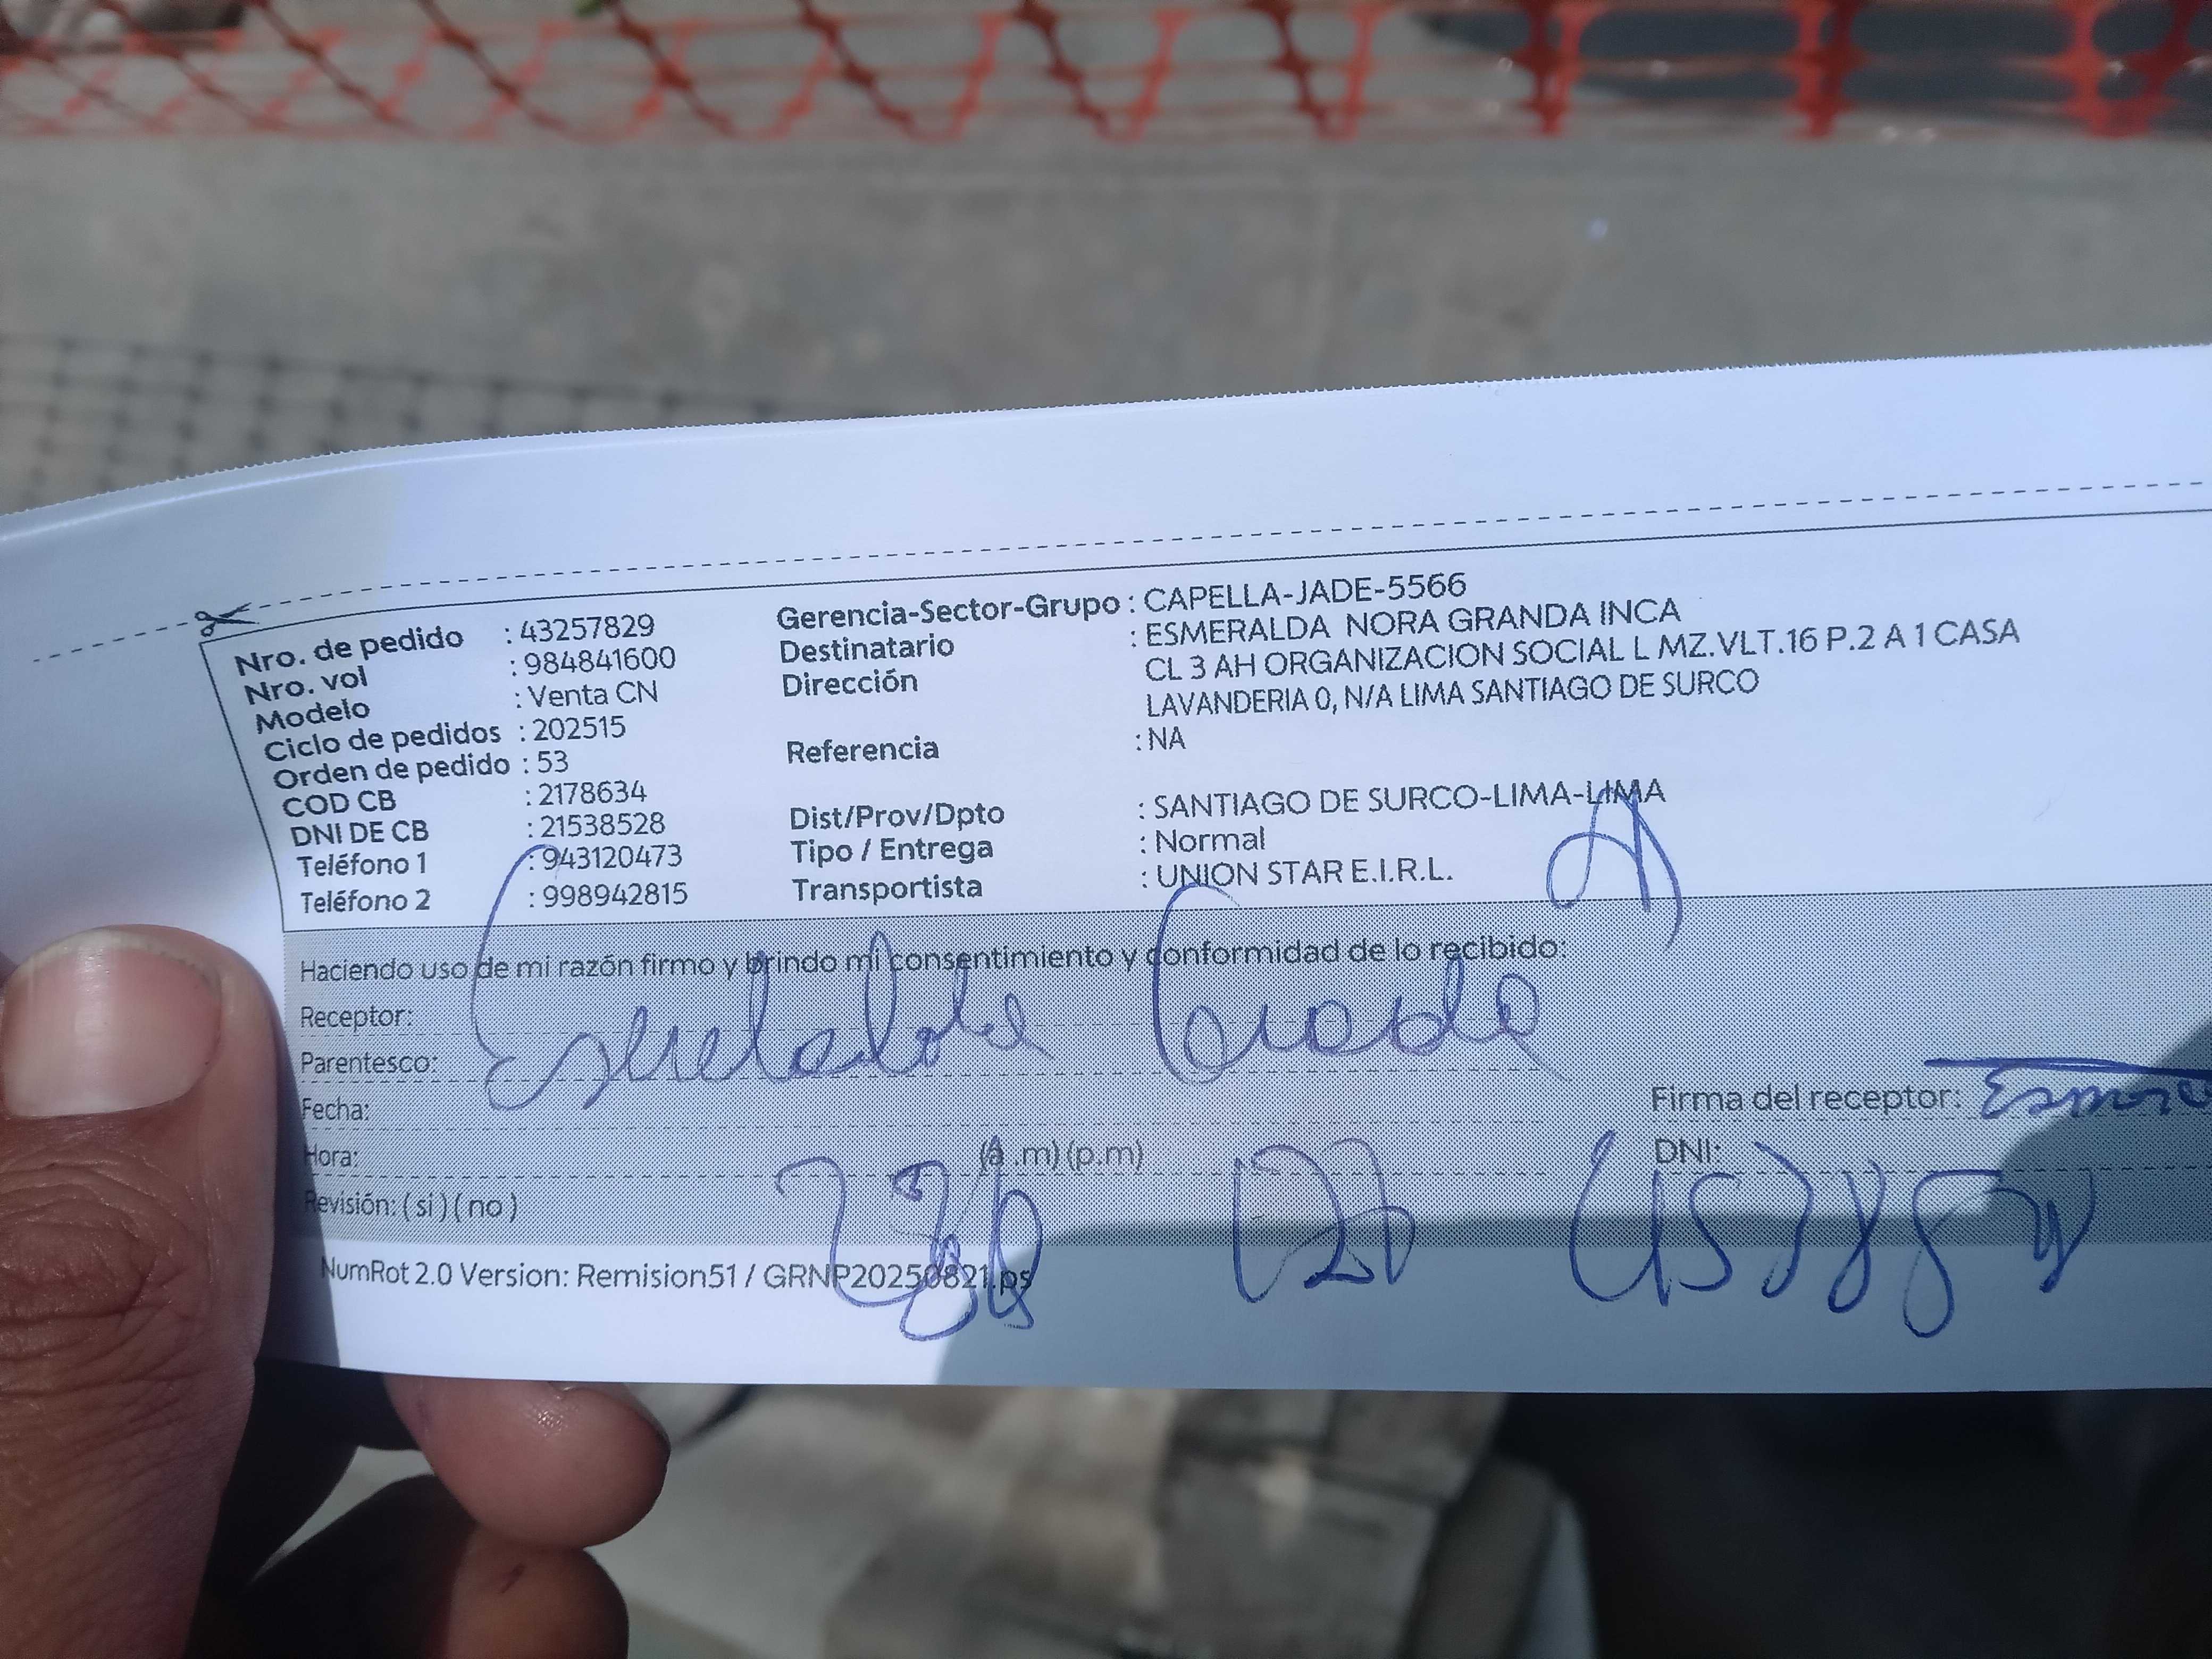 Nro. de pedido : 43257829
Nro. vol : 984841600
Modelo : Venta CN
Ciclo de pedidos : 202515
Orden de pedido : 53
COD CB : 2178634
DNI DE CB : 21538528
Teléfono 1 : 943120473
Teléfono 2 : 998942815
Gerencia-Sector-Grupo : CAPELLA-JADE-5566
Destinatario : ESMERALDA NORA GRANDA INCA
Dirección CL 3 AH ORGANIZACION SOCIAL L MZ.VLT.16 P.2 A 1 CASA
LAVANDERIA 0, N/A LIMA SANTIAGO DE SURCO
Referencia : NA
Dist/Prov/Dpto : SANTIAGO DE SURCO-LIMA-LIMA
Tipo / Entrega : Normal
Transportista : UNION STAR E.I.R.L.
Haciendo uso de mi razón firmo y brindo mi consentimiento y conformidad de lo recibido:
Receptor:
Parentesco:
Fecha:
Firma del receptor:
Hora: (a .m) (p.m)
DNI:
Revisión: ( si ) ( no )
NumRot 2.0 Version: Remision51 / GRNP20250821.ps